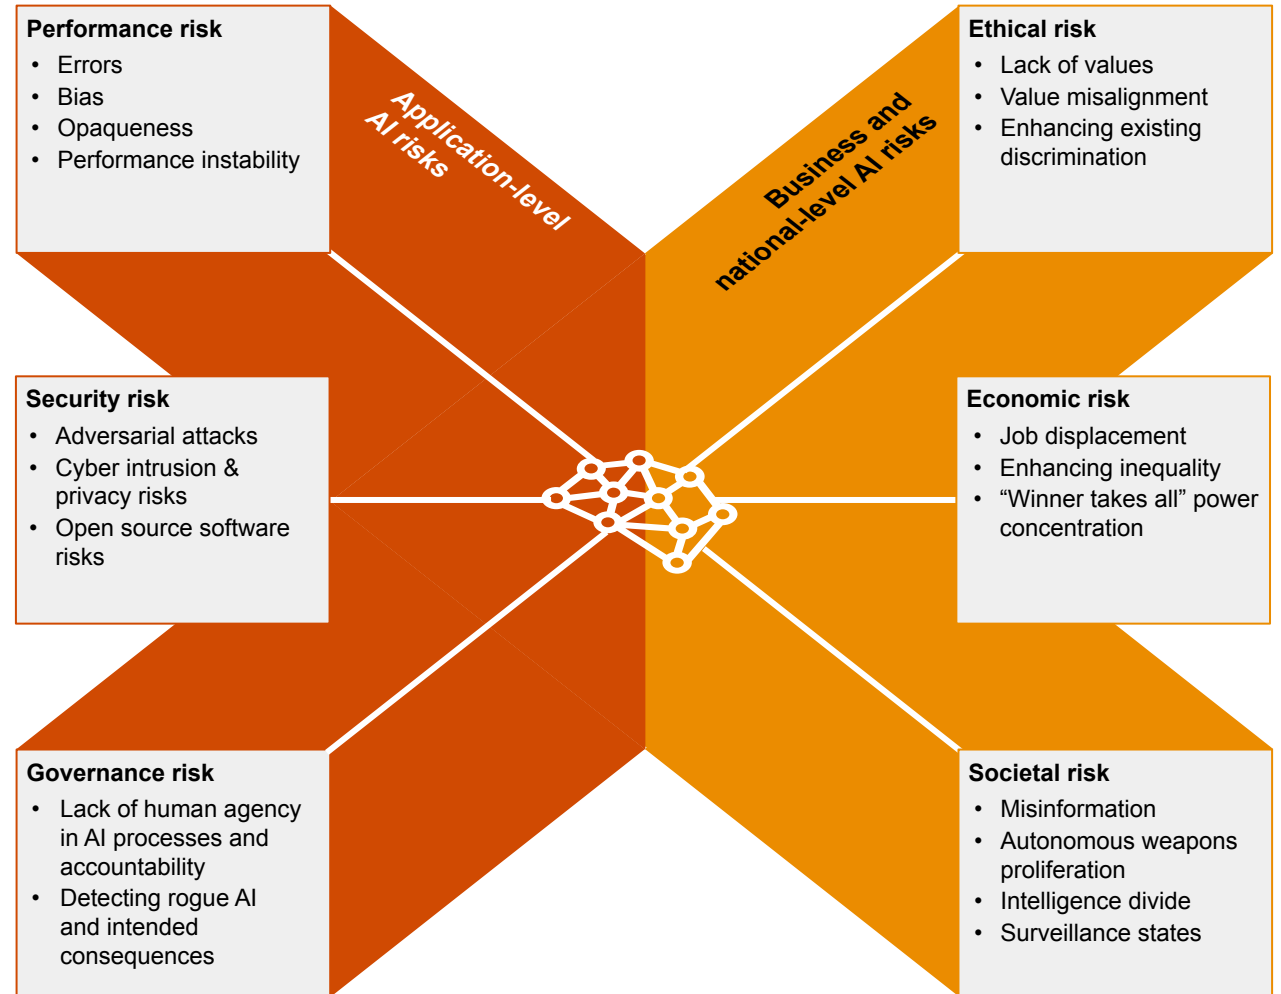 Performance risk
• Errors
• Bias
• Opaqueness
• Performance instability
Application-level
AI risks
Business and
national-level AI risks
Ethical risk
• Lack of values
• Value misalignment
• Enhancing existing
discrimination
Security risk
• Adversarial attacks
• Cyber intrusion &
privacy risks
• Open source software
risks
Economic risk
• Job displacement
• Enhancing inequality
• “Winner takes all” power
concentration
Governance risk
• Lack of human agency
in AI processes and
accountability
• Detecting rogue AI
and intended
consequences
Societal risk
• Misinformation
• Autonomous weapons
proliferation
• Intelligence divide
• Surveillance states